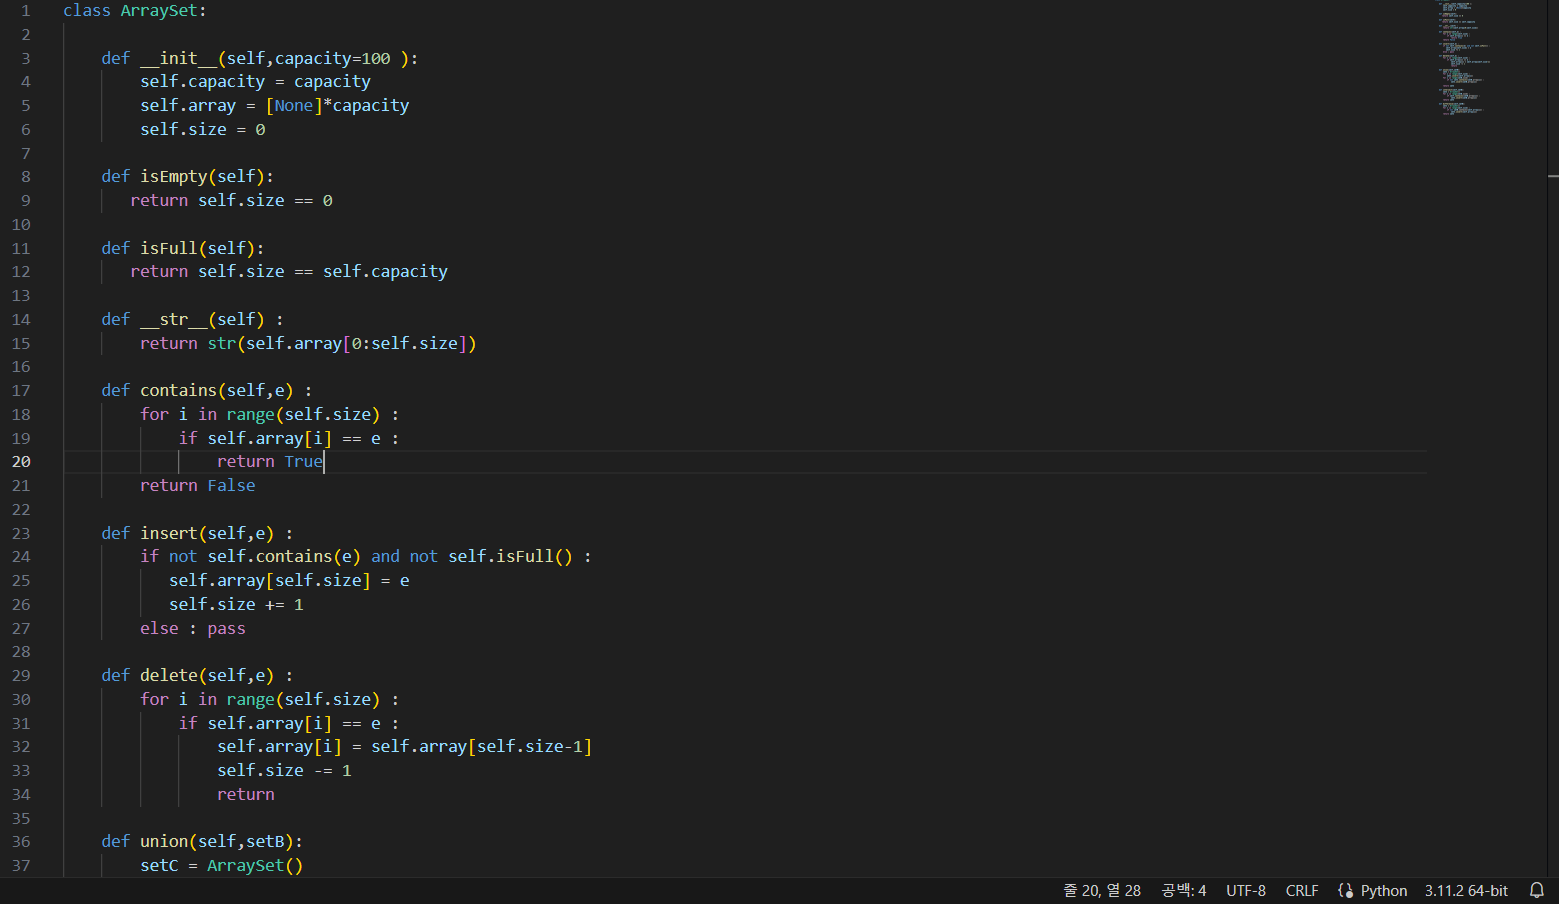 1 class ArraySet:
2
3 def __init__(self,capacity=100 ):
4 self.capacity = capacity
5 self.array = [None]*capacity
6 self.size = 0
7
8 def isEmpty(self):
9 return self.size == 0
10
11 def isFull(self):
12 return self.size == self.capacity
13
14 def __str__(self) :
15 return str(self.array[0:self.size])
16
17 def contains(self,e) :
18 for i in range(self.size) :
19 if self.array[i] == e :
20 return True
21 return False
22
23 def insert(self,e) :
24 if not self.contains(e) and not self.isFull() :
25 self.array[self.size] = e
26 self.size += 1
27 else : pass
28
29 def delete(self,e) :
30 for i in range(self.size) :
31 if self.array[i] == e :
32 self.array[i] = self.array[self.size-1]
33 self.size -= 1
34 return
35
36 def union(self,setB):
37 setC = ArraySet()
줄 20, 열 28 공백: 4 UTF-8 CRLF Python 3.11.2 64-bit